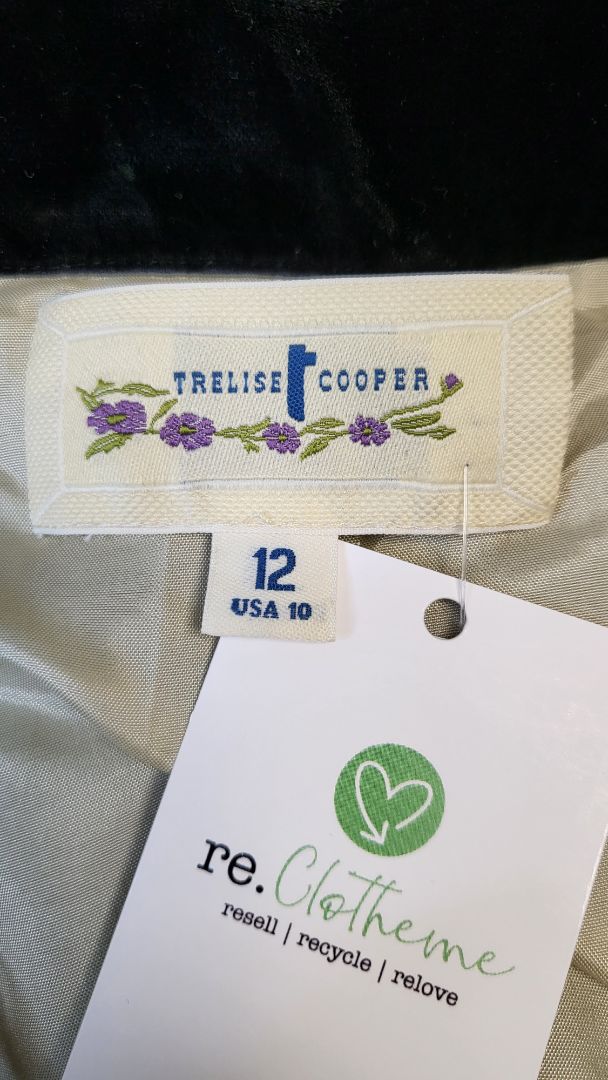 TRELISE COOPER
12
USA 10
re.Clotheme
resell | recycle | relove